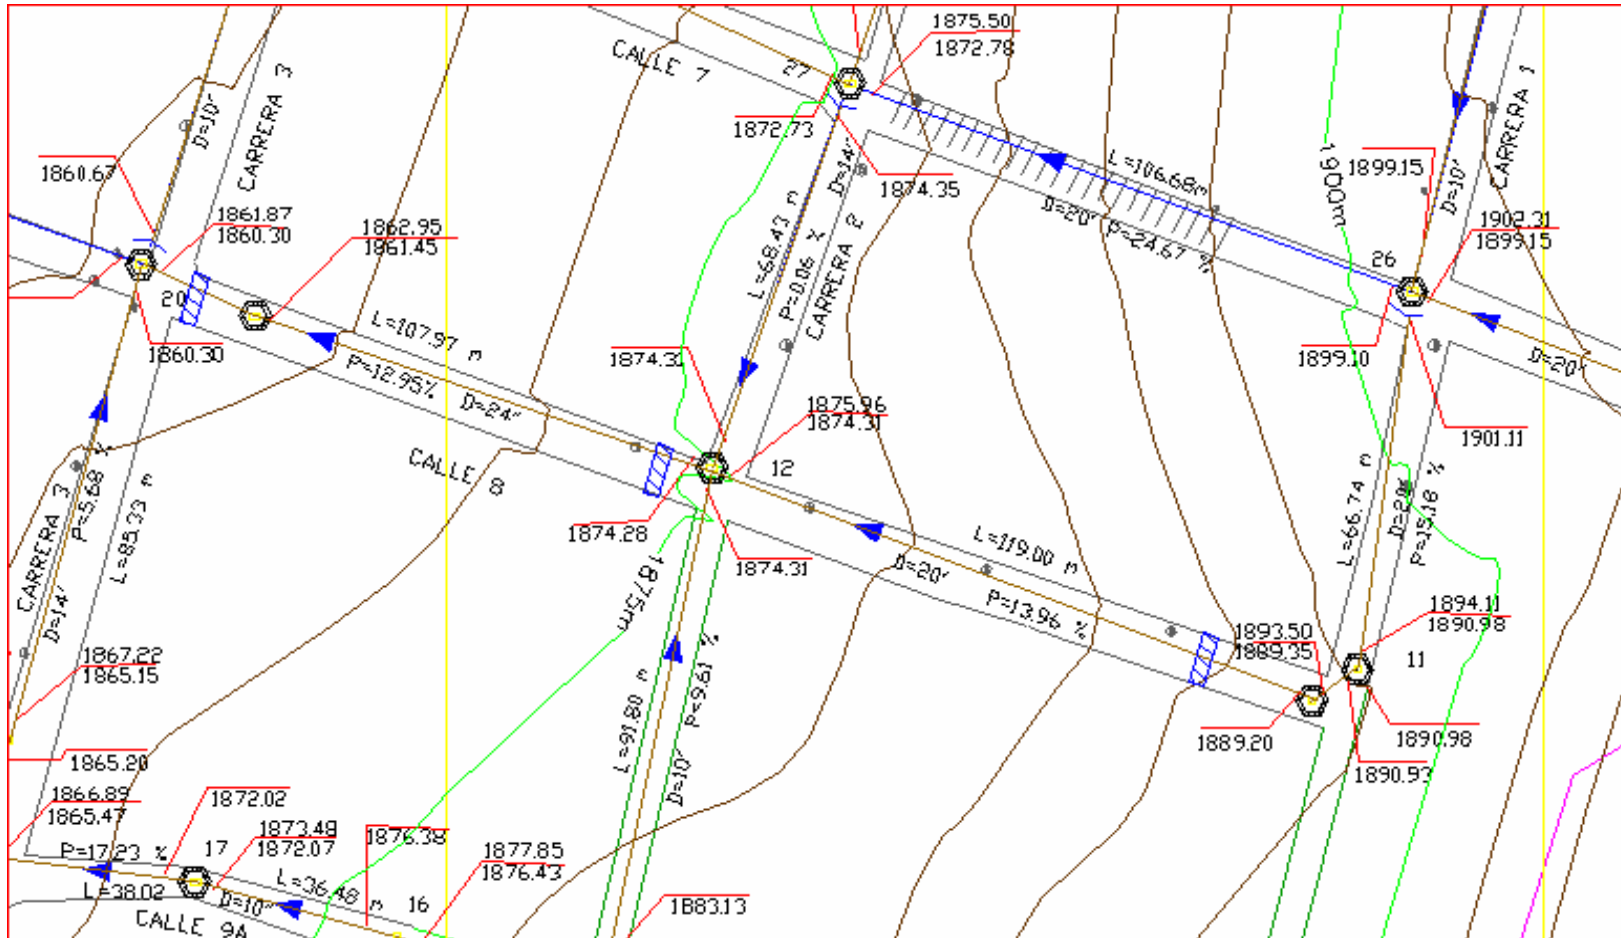 1875.50
1872.78
CALLE 7
27
1872.73
D=14"
1874.35
L=106.68m
D=20" P=24.67 %
1900m
1899.15
D=10"
CARRERA 1
1902.31
1899.15
26
1899.10
D=20"
1901.11
D=10"
CARRERA 3
1860.67
1861.87
1860.30
1862.95
1961.45
20
1860.30
L=107.97 m
P=12.95%
D=24"
CALLE 8
L=68.43 m
P=0.06 %
CARRERA 2
1875.96
1874.31
12
1874.28
1874.31
1875m
L=119.00 m
D=20"
P=13.96 %
L=66.74 m
P=15.18 %
1893.50
1889.35
1894.11
1890.98
11
1889.20
1890.98
1890.93
CARRERA 3
P=5.68 %
L=85.33 m
D=14"
1867.22
1865.15
1865.20
1866.89
1865.47
P=17.23 %
L=38.02
1872.02
17
1873.48
1872.07
L=36.48 m
D=10"
CALLE 9A
1876.38
16
1877.85
1876.43
L=91.80 m
P=9.61 %
D=10"
1883.13